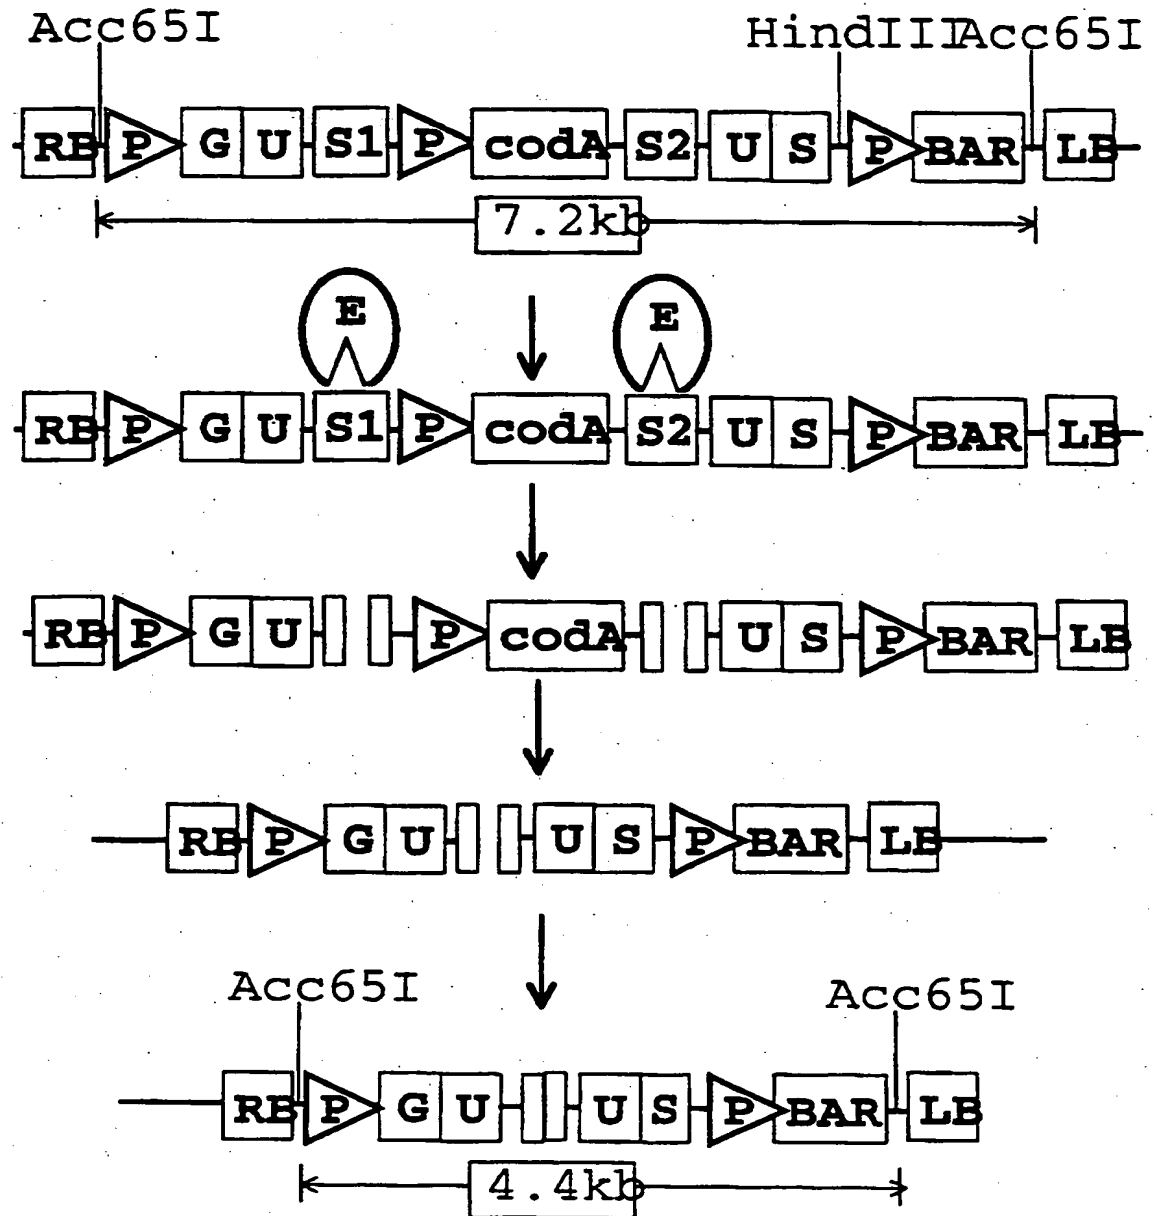 Acc65I HindIII Acc65I
RB P G U S1 P codA S2 U S P BAR LB
7.2kb
E E
RB P G U S1 P codA S2 U S P BAR LB
RB P G U P codA U S P BAR LB
RB P G U U S P BAR LB
Acc65I Acc65I
RB P G U U S P BAR LB
4.4kb